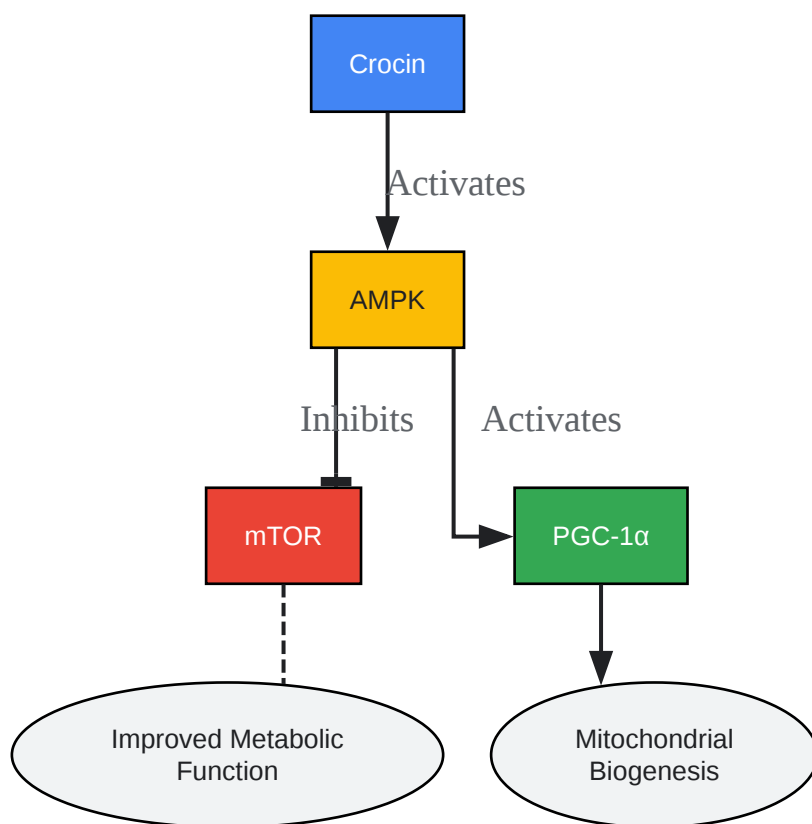 Crocin
Activates
AMPK
Inhibits
Activates
mTOR
PGC-1α
Improved Metabolic
Function
Mitochondrial
Biogenesis